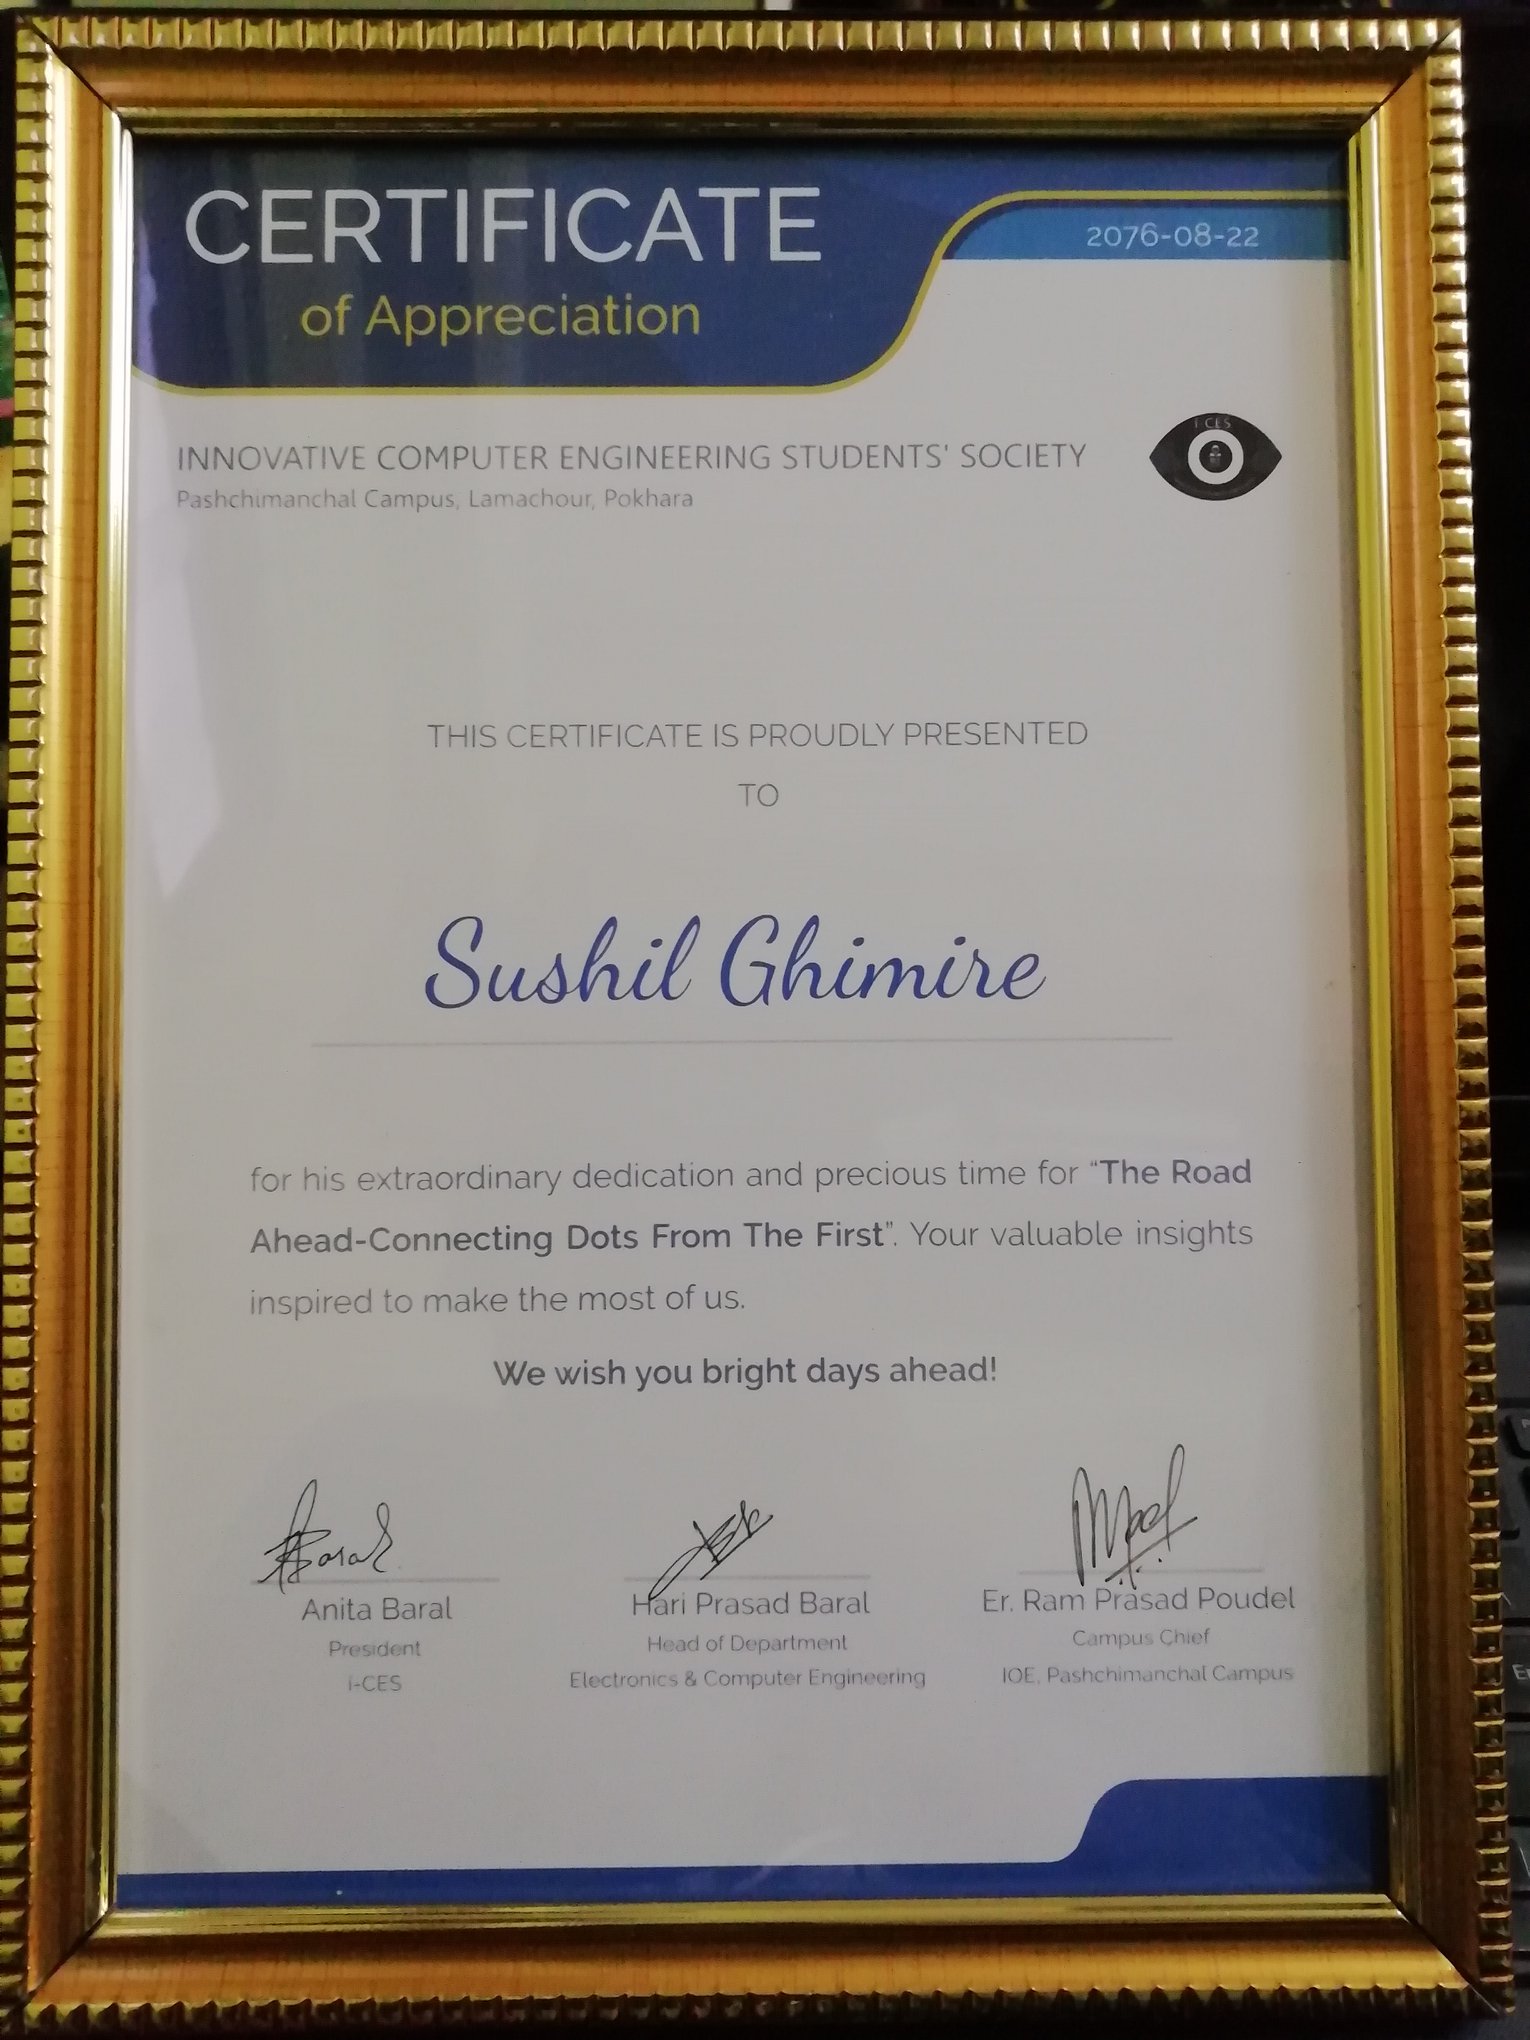 CERTIFICATE
of Appreciation
2076-08-22
INNOVATIVE COMPUTER ENGINEERING STUDENTS' SOCIETY
Pashchimanchal Campus, Lamachour, Pokhara
I CES
THIS CERTIFICATE IS PROUDLY PRESENTED
TO
Sushil Ghimire
for his extraordinary dedication and precious time for “The Road
Ahead-Connecting Dots From The First”. Your valuable insights
inspired to make the most of us.
We wish you bright days ahead!
Anita Baral
President
i-CES
Hari Prasad Baral
Head of Department
Electronics & Computer Engineering
Er. Ram Prasad Poudel
Campus Chief
IOE, Pashchimanchal Campus